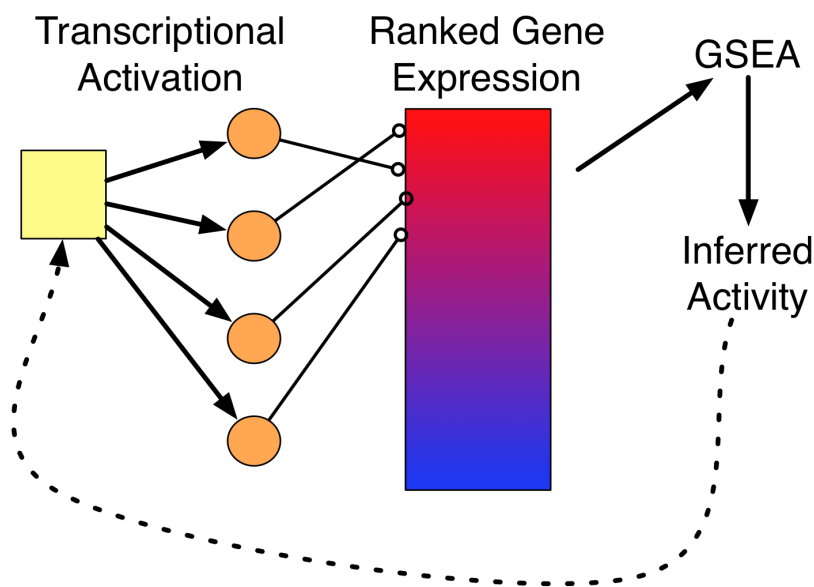 Transcriptional
Activation
Ranked Gene
Expression
GSEA
Inferred
Activity